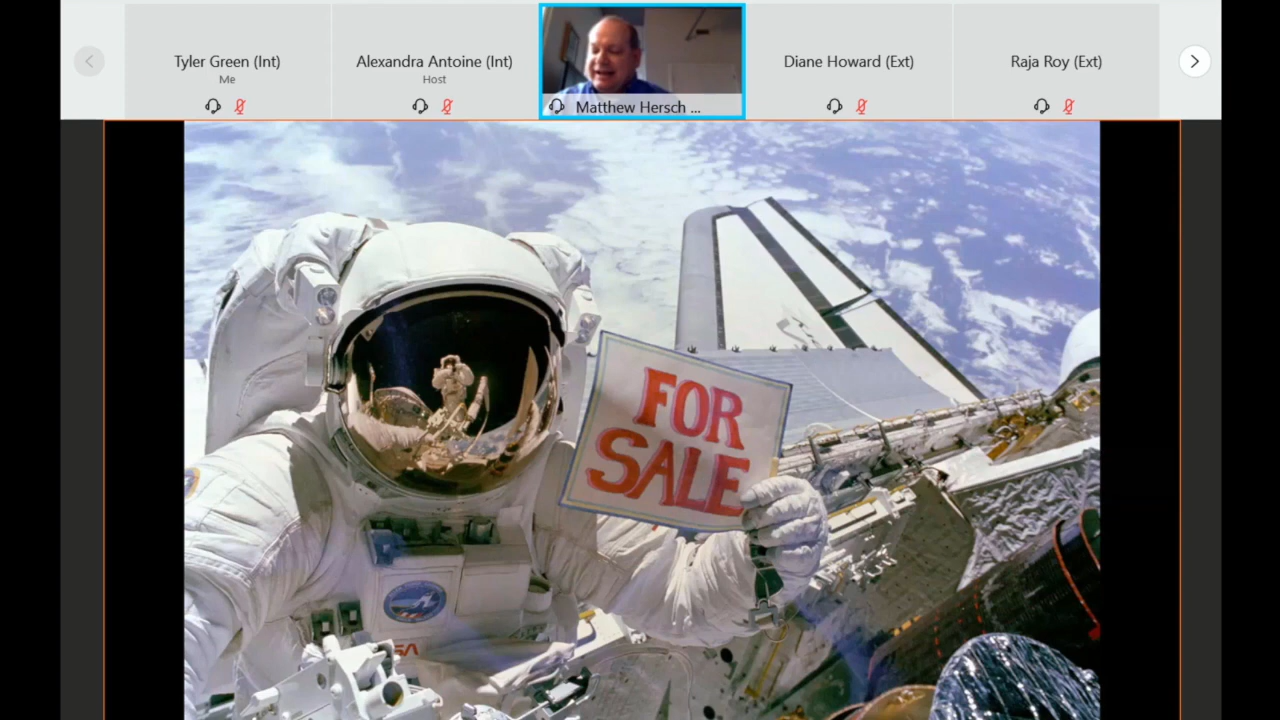 Tyler Green (Int)
Me
Alexandra Antoine (Int)
Host
Matthew Hersch ...
Diane Howard (Ext)
Raja Roy (Ext)
FOR
SALE